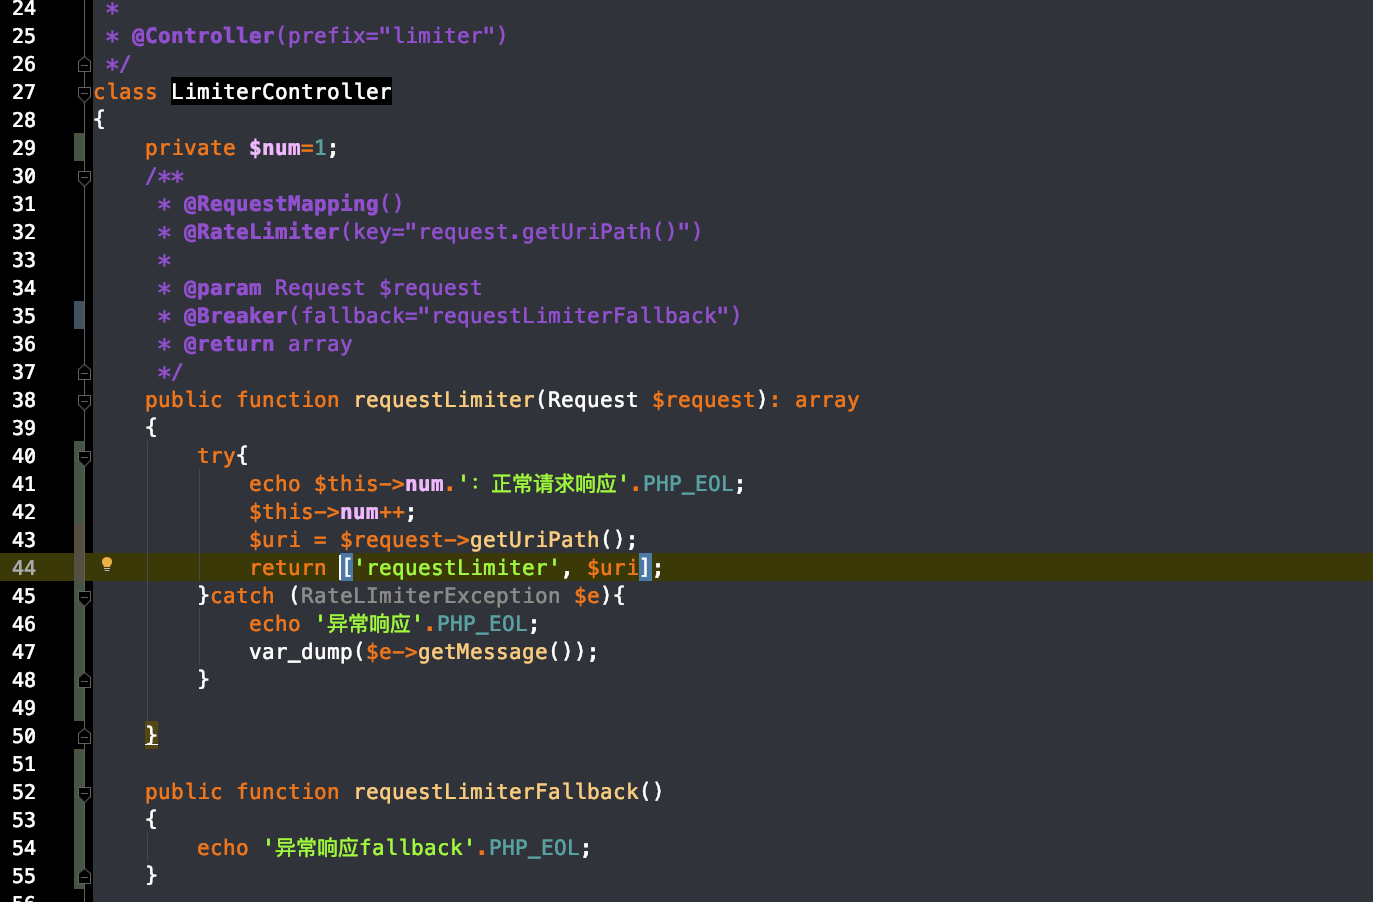 24 *
25 * @Controller(prefix="limiter")
26 */
27 class LimiterController
28 {
29 private $num=1;
30 /**
31 * @RequestMapping()
32 * @RateLimiter(key="request.getUriPath()")
33 *
34 * @param Request $request
35 * @Breaker(fallback="requestLimiterFallback")
36 * @return array
37 */
38 public function requestLimiter(Request $request): array
39 {
40 try{
41 echo $this->num.': 正常请求响应'.PHP_EOL;
42 $this->num++;
43 $uri = $request->getUriPath();
44 return ['requestLimiter', $uri];
45 }catch (RateLImiterException $e){
46 echo '异常响应'.PHP_EOL;
47 var_dump($e->getMessage());
48 }
49
50 }
51
52 public function requestLimiterFallback()
53 {
54 echo '异常响应fallback'.PHP_EOL;
55 }
56